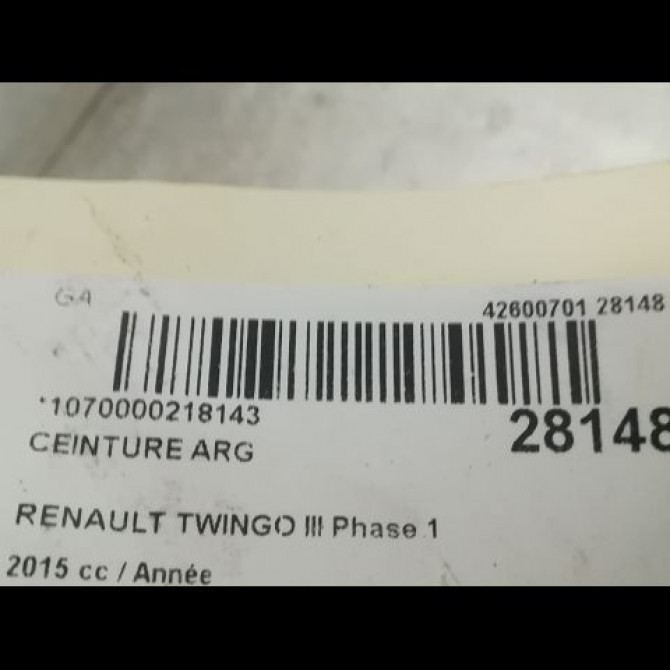 GA
42600701 28148
*1070000218143
28148
CEINTURE ARG
RENAULT TWINGO III Phase 1
2015 cc / Année